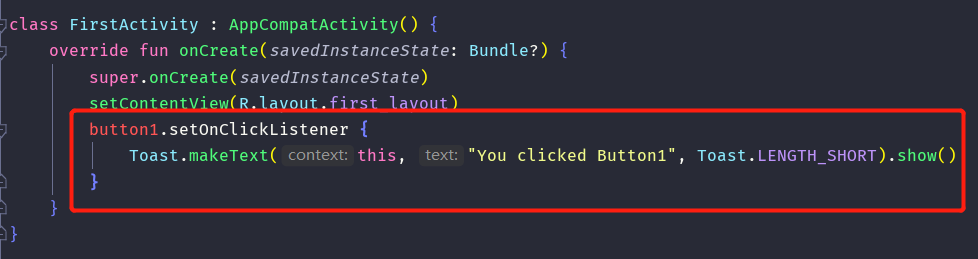 class FirstActivity : AppCompatActivity() {
override fun onCreate(savedInstanceState: Bundle?) {
super.onCreate(savedInstanceState)
setContentView(R.layout.first_layout)
button1.setOnClickListener {
Toast.makeText( context: this, text: "You clicked Button1", Toast.LENGTH_SHORT).show()
}
}
}